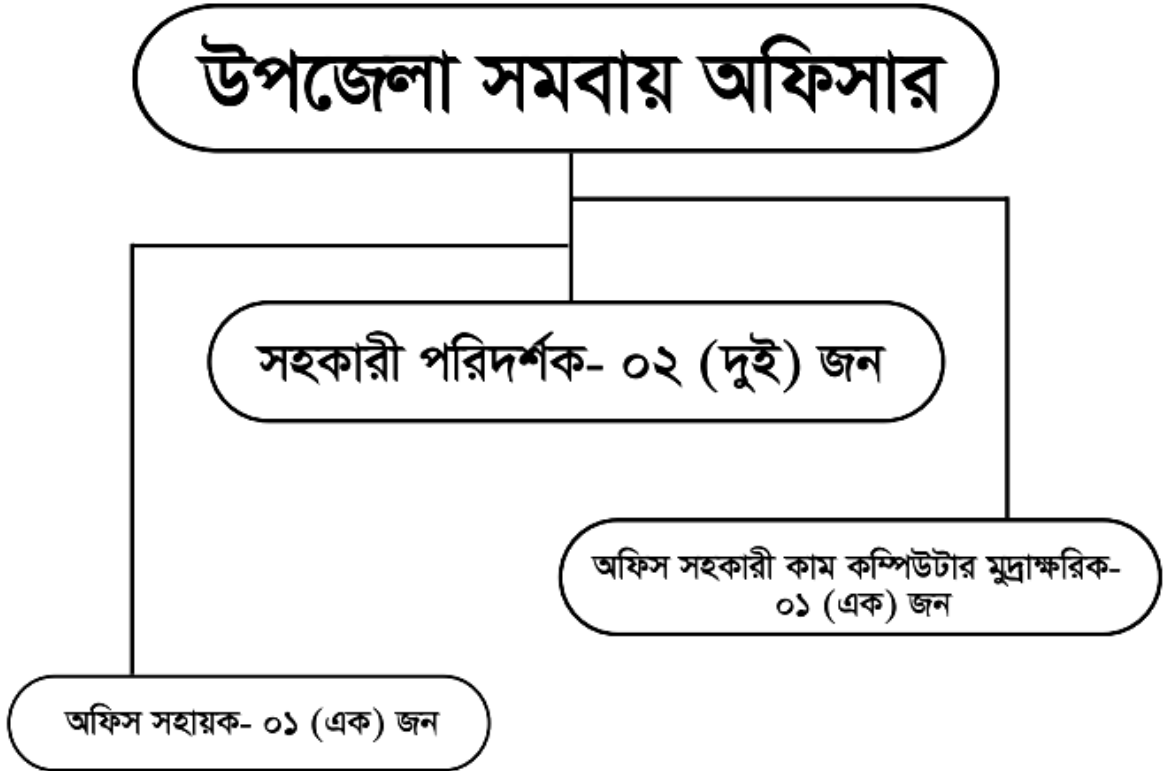 উপজেলা সমবায় অফিসার
সহকারী পরিদর্শক- ০২ (দুই) জন
অফিস সহকারী কাম কম্পিউটার মুদ্রাক্ষরিক-
০১ (এক) জন
অফিস সহায়ক- ০১ (এক) জন